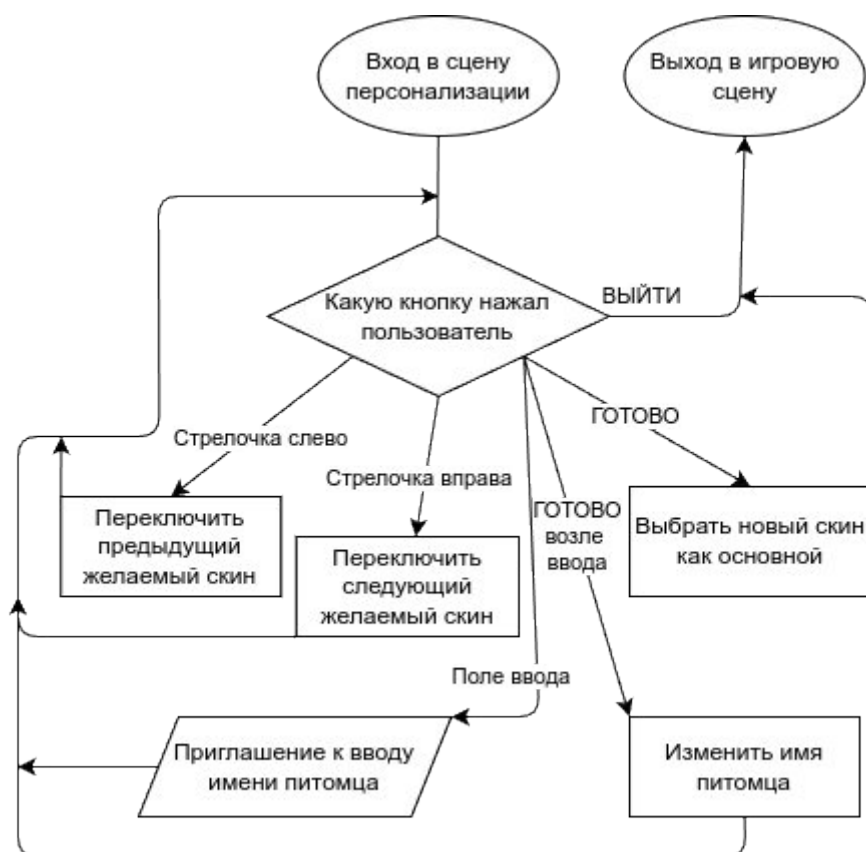 Вход в сцену
персонализации
Выход в игровую
сцену
Какую кнопку нажал
пользователь
ВЫЙТИ
ГОТОВО
Стрелочка слево
Стрелочка вправа
ГОТОВО
возле
ввода
Переключить
предыдущий
желаемый скин
Переключить
следующий
желаемый скин
Выбрать новый скин
как основной
Поле ввода
Приглашение к вводу
имени питомца
Изменить имя
питомца